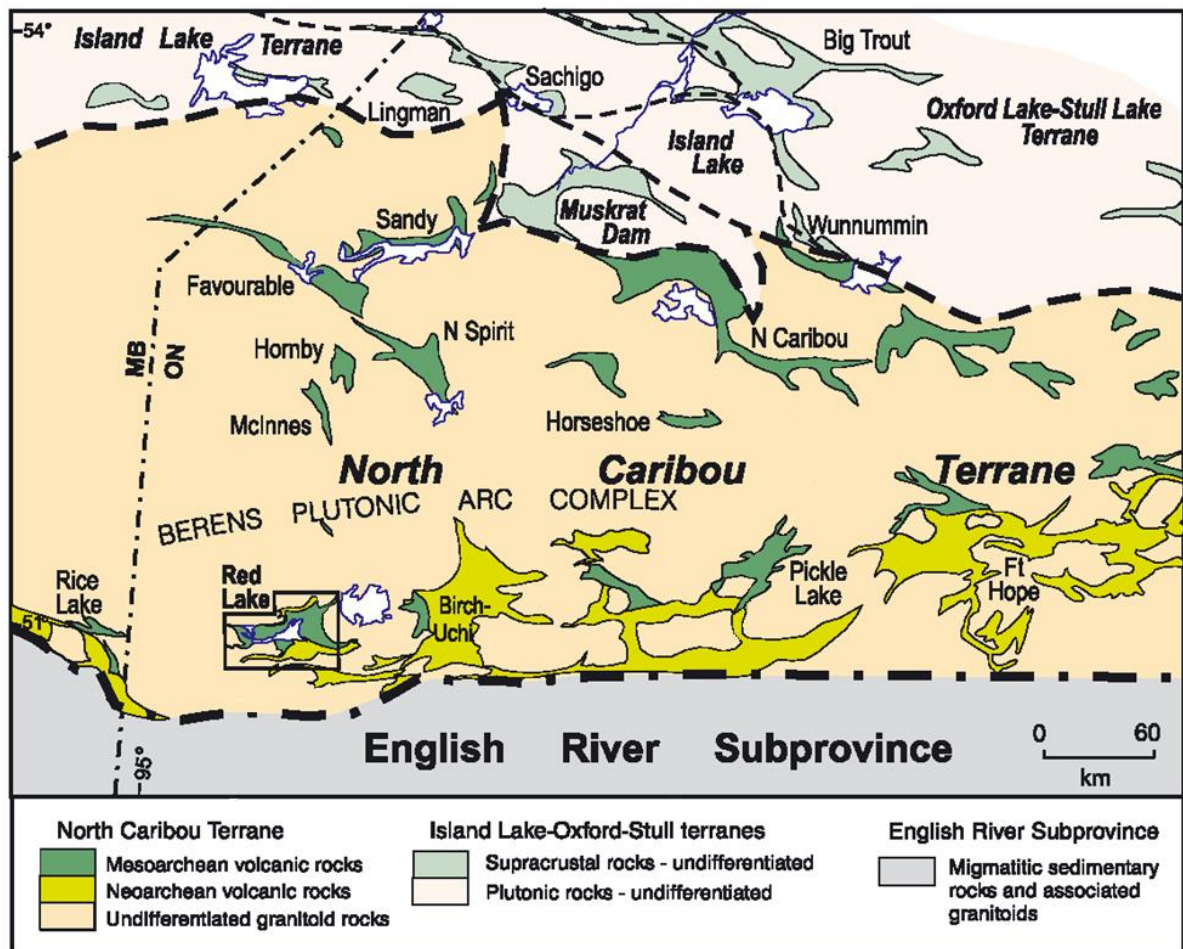 54°
Island Lake
Terrane
Big Trout
Sachigo
Lingman
Oxford Lake-Stull Lake
Terrane
Island
Lake
Muskrat
Dam
Sandy
Wunnummin
Favourable
N Spirit
N Caribou
Hornby
MB
ON
McInnes
Horseshoe
North Caribou Terrane
BERENS PLUTONIC ARC COMPLEX
Rice
Lake
Red
Lake
Birch-
Uchi
Pickle
Lake
Ft
Hope
51°
English River Subprovince
95°
0 60
km
North Caribou Terrane
Mesoarchean volcanic rocks
Neoarchean volcanic rocks
Undifferentiated granitoid rocks
Island Lake-Oxford-Stull terranes
Supracrustal rocks - undifferentiated
Plutonic rocks - undifferentiated
English River Subprovince
Migmatitic sedimentary
rocks and associated
granitoids